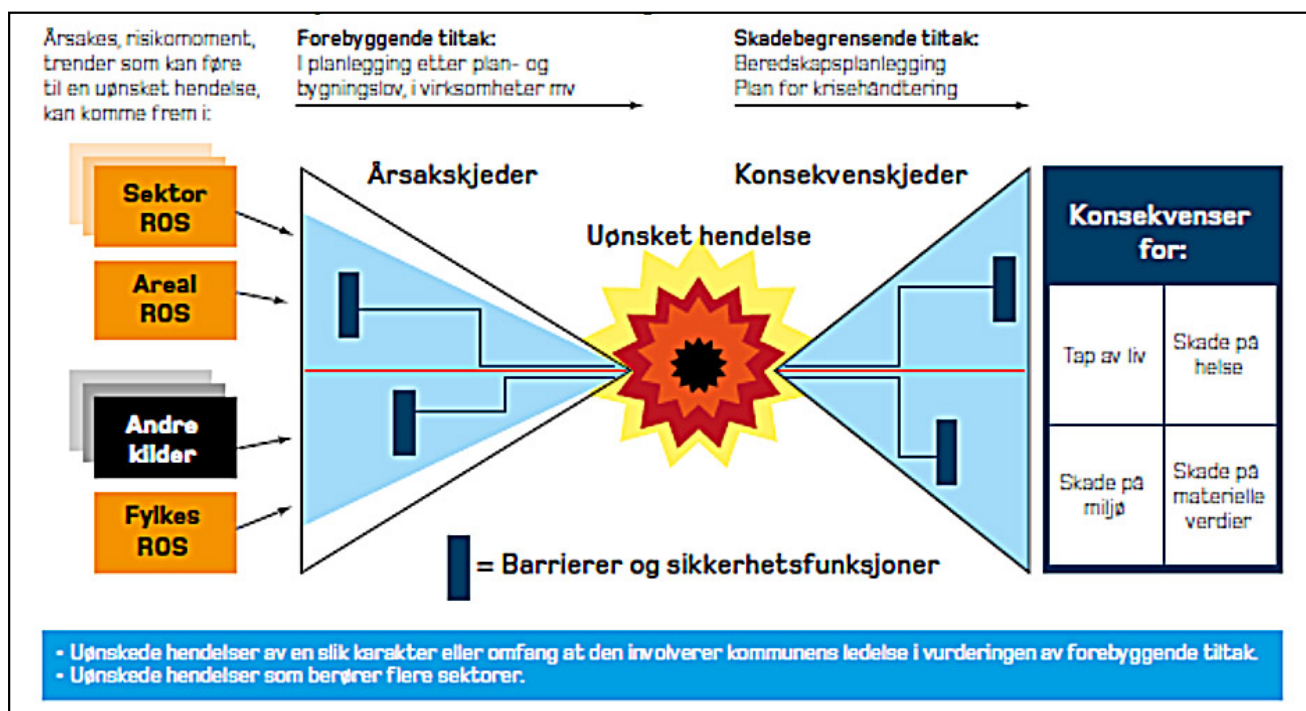 Årsakes, risikomoment,
trender som kan føre
til en uønsket hendelse,
kan komme frem i:
Forebyggende tiltak:
I planlegging etter plan- og
bygningslov, i virksomheter mv
Skadebegrensende tiltak:
Beredskapsplanlegging
Plan for krisehåndtering
Sektor
ROS
Areal
ROS
Andre
kilder
Fylkes
ROS
Årsakskjeder
Uønsket hendelse
Konsekvenskjeder
Konsekvenser
for:
Tap av liv
Skade på
helse
Skade på
miljø
Skade på
materielle
verdier
= Barrierer og sikkerhetsfunksjoner
- Uønskede hendelser av en slik karakter eller omfang at den involverer kommunens ledelse i vurderingen av forebyggende tiltak.
- Uønskede hendelser som berører flere sektorer.